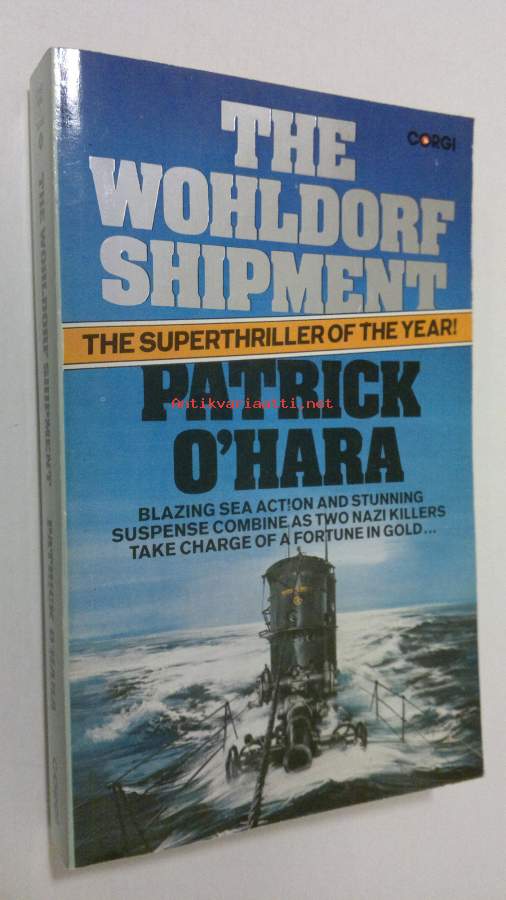 CORGI
THE
WOHLDORF
SHIPMENT
THE SUPERTHRILLER OF THE YEAR!
PATRICK
Antikvariaatti.net
O'HARA
BLAZING SEA ACTION AND STUNNING
SUSPENSE COMBINE AS TWO NAZI KILLERS
TAKE CHARGE OF A FORTUNE IN GOLD...
THE WOHLDORF SHIPMENT PATRICK O'HARA